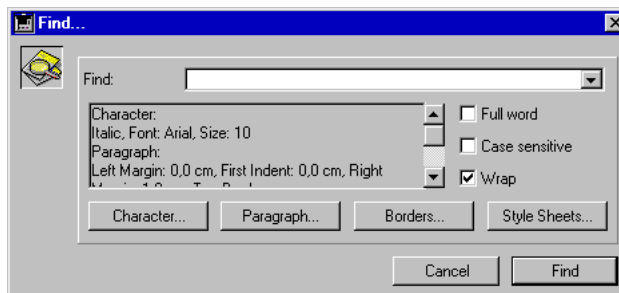 Find...
Find:
Character:
Italic, Font: Arial, Size: 10
Paragraph:
Left Margin: 0,0 cm, First Indent: 0,0 cm, Right
Full word
Case sensitive
Wrap
Character...
Paragraph...
Borders...
Style Sheets...
Cancel
Find